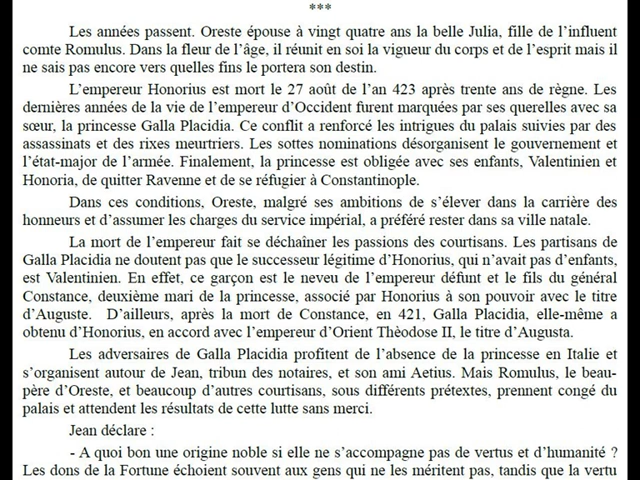 ***
Les années passent. Oreste épouse à vingt quatre ans la belle Julia, fille de l'influent
comte Romulus. Dans la fleur de l'âge, il réunit en soi la vigueur du corps et de l'esprit mais il
ne sais pas encore vers quelles fins le portera son destin.
L'empereur Honorius est mort le 27 août de l'an 423 après trente ans de règne. Les
dernières années de la vie de l'empereur d'Occident furent marquées par ses querelles avec sa
sœur, la princesse Galla Placidia. Ce conflit a renforcé les intrigues du palais suivies par des
assassinats et des rixes meurtriers. Les sottes nominations désorganisent le gouvernement et
l'état-major de l'armée. Finalement, la princesse est obligée avec ses enfants, Valentinien et
Honoria, de quitter Ravenne et de se réfugier à Constantinople.
Dans ces conditions, Oreste, malgré ses ambitions de s'élever dans la carrière des
honneurs et d'assumer les charges du service impérial, a préféré rester dans sa ville natale.
La mort de l'empereur fait se déchaîner les passions des courtisans. Les partisans de
Galla Placidia ne doutent pas que le successeur légitime d'Honorius, qui n'avait pas d'enfants,
est Valentinien. En effet, ce garçon est le neveu de l'empereur défunt et le fils du général
Constance, deuxième mari de la princesse, associé par Honorius à son pouvoir avec le titre
d'Auguste. D'ailleurs, après la mort de Constance, en 421, Galla Placidia, elle-même a
obtenu d'Honorius, en accord avec l'empereur d'Orient Thèodose II, le titre d'Augusta.
Les adversaires de Galla Placidia profitent de l'absence de la princesse en Italie et
s'organisent autour de Jean, tribun des notaires, et son ami Aetius. Mais Romulus, le beau-
père d'Oreste, et beaucoup d'autres courtisans, sous différents prétextes, prennent congé du
palais et attendent les résultats de cette lutte sans merci.
Jean déclare :
- A quoi bon une origine noble si elle ne s'accompagne pas de vertus et d'humanité ?
Les dons de la Fortune échoient souvent aux gens qui ne les méritent pas, tandis que la vertu